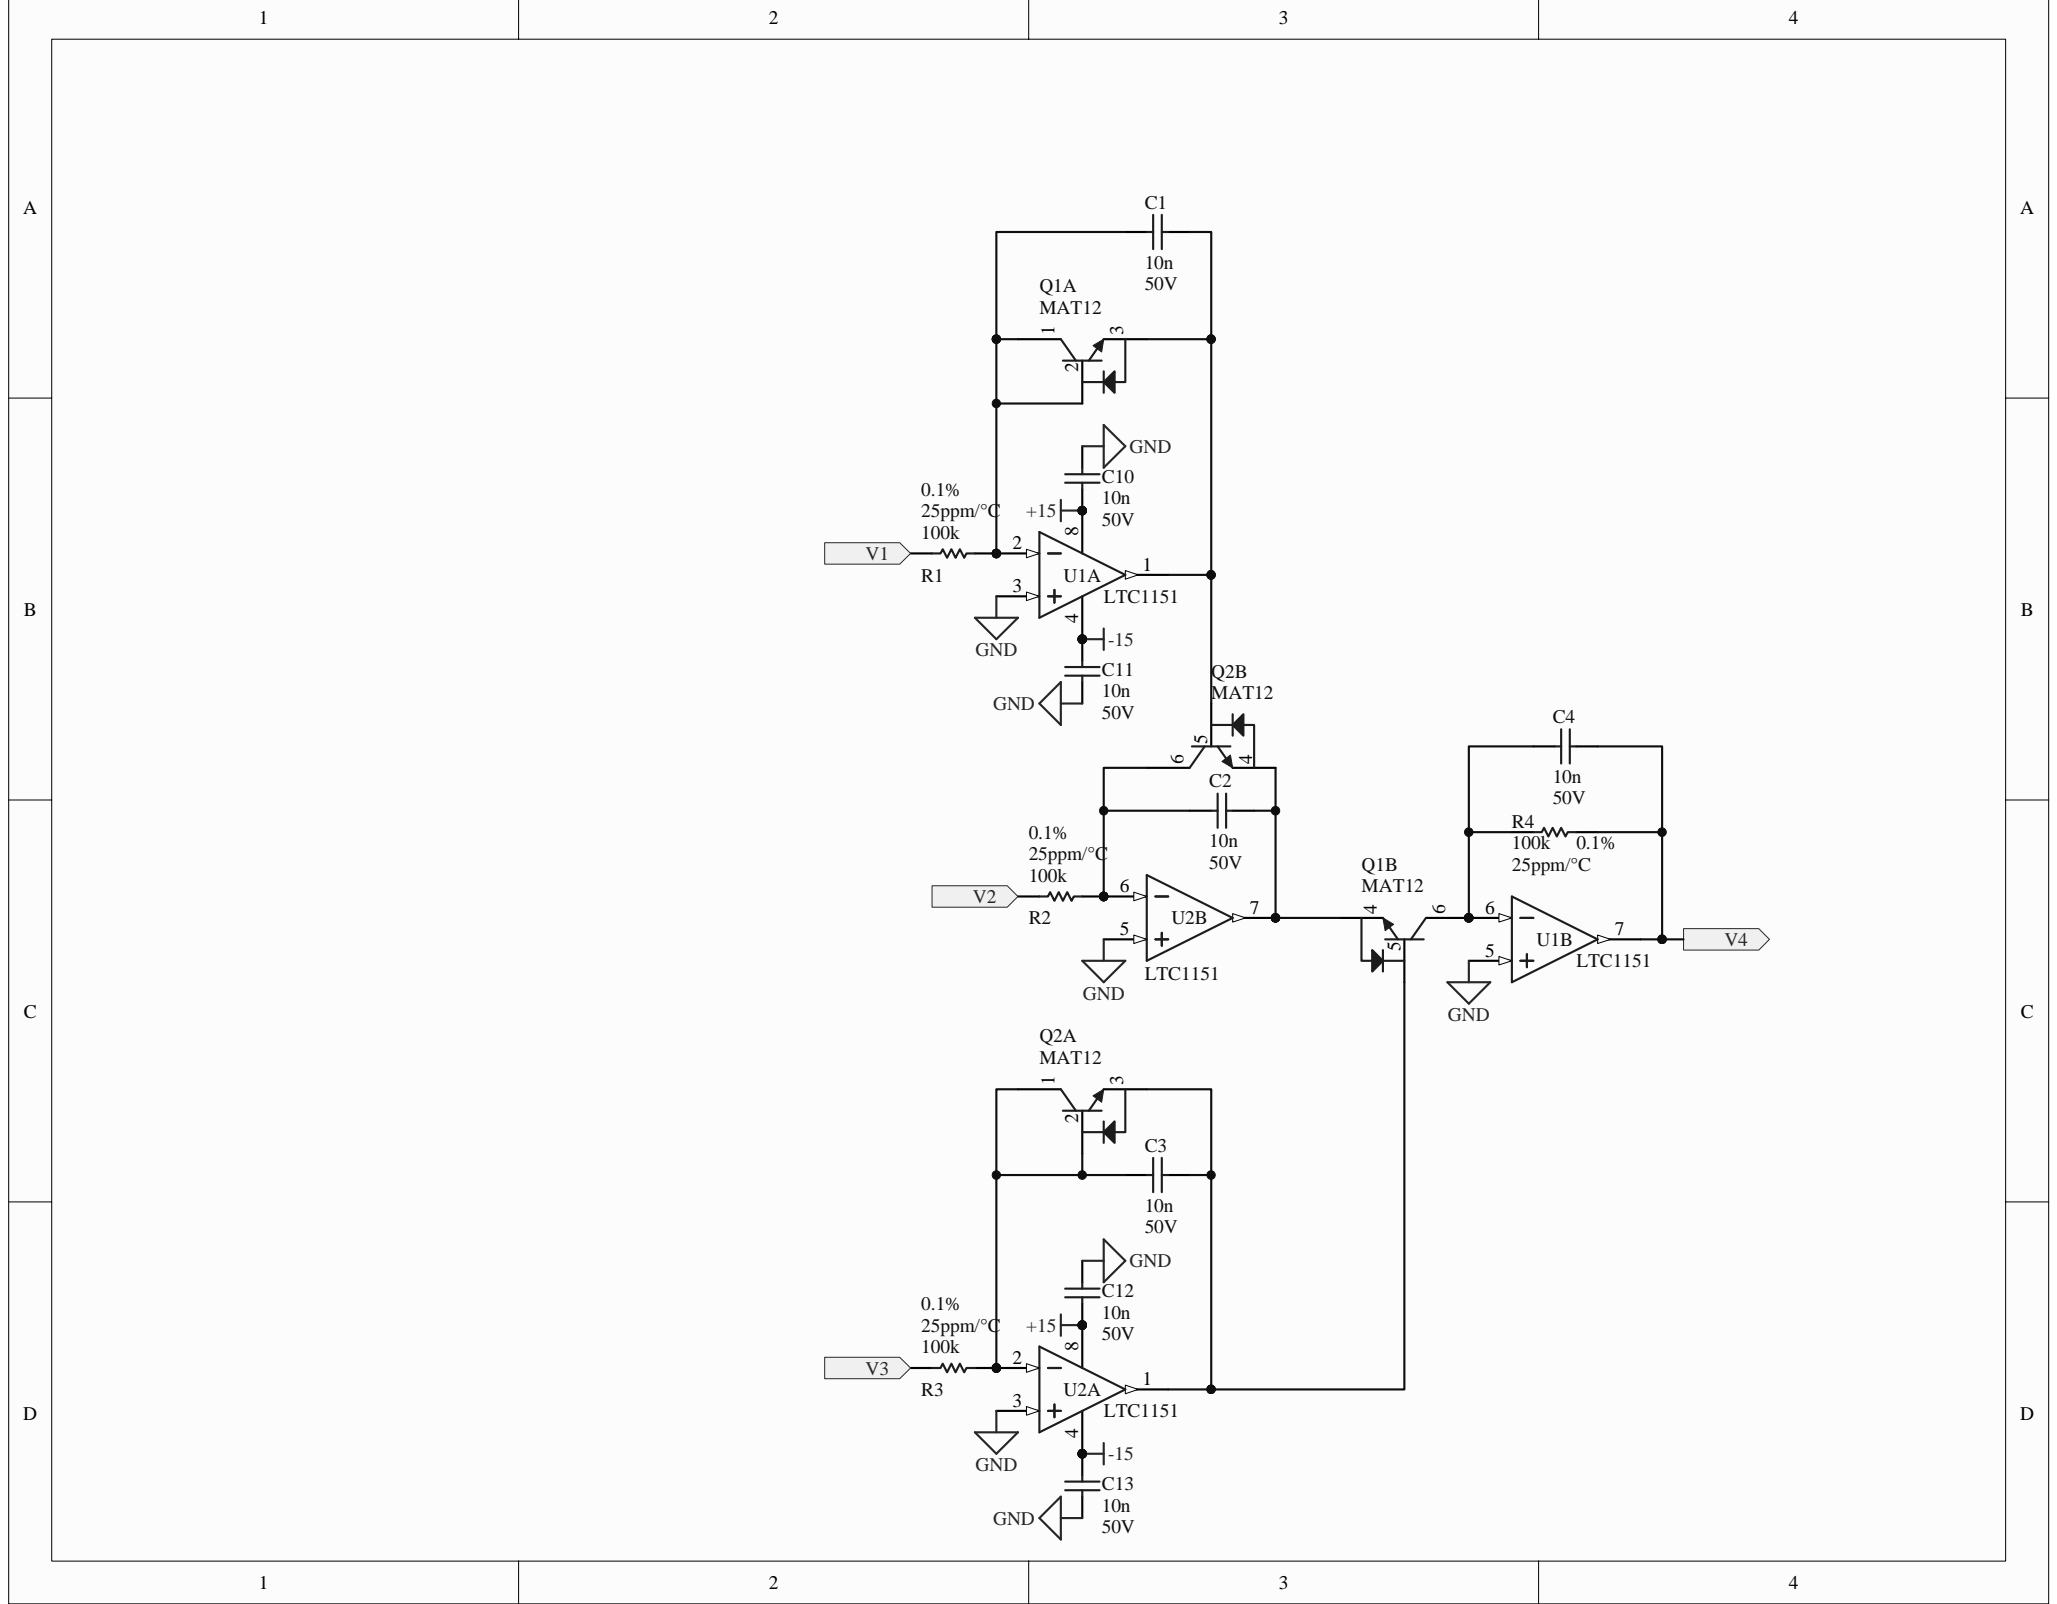 1 2 3 4
A A
C1
10n
50V
Q1A
MAT12
1 3
2
GND
C10
10n
50V
+15
8
0.1%
25ppm/°C
100k
V1
R1
2
3
U1A
1
LTC1151
4
-15
GND
C11
10n
50V
GND
B B
Q2B
MAT12
5
6 4
C2
10n
50V
0.1%
25ppm/°C
100k
V2
R2
6
5
U2B
7
LTC1151
GND
Q1B
MAT12
4 6
5
C4
10n
50V
R4
100k 0.1%
25ppm/°C
6
5
U1B
7
LTC1151
V4
GND
C C
Q2A
MAT12
1 3
2
C3
10n
50V
GND
C12
10n
50V
+15
8
0.1%
25ppm/°C
100k
V3
R3
2
3
U2A
1
LTC1151
4
-15
GND
C13
10n
50V
GND
D D
1 2 3 4